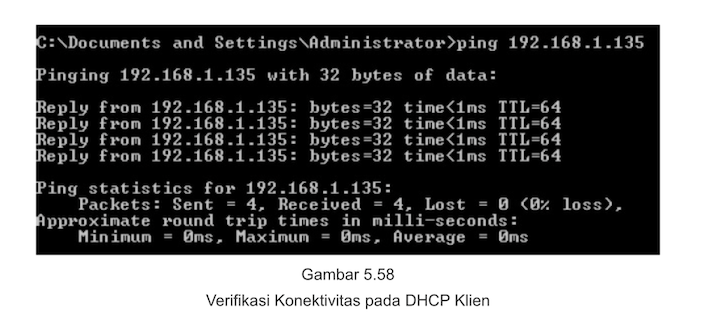 C:\Documents and Settings\Administrator>ping 192.168.1.135
Pinging 192.168.1.135 with 32 bytes of data:
Reply from 192.168.1.135: bytes=32 time<1ms TTL=64
Reply from 192.168.1.135: bytes=32 time<1ms TTL=64
Reply from 192.168.1.135: bytes=32 time<1ms TTL=64
Reply from 192.168.1.135: bytes=32 time<1ms TTL=64
Ping statistics for 192.168.1.135:
Packets: Sent = 4, Received = 4, Lost = 0 (0% loss),
Approximate round trip times in milli-seconds:
Minimum = 0ms, Maximum = 0ms, Average = 0ms
Gambar 5.58
Verifikasi Konektivitas pada DHCP Klien